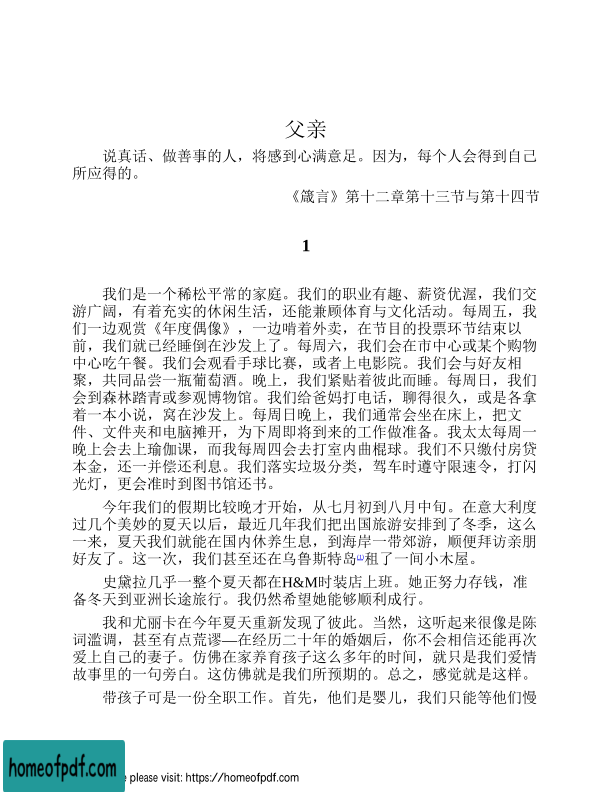 父亲
说真话、做善事的人，将感到心满意足。因为，每个人会得到自己
所应得的。
《箴言》第十二章第十三节与第十四节
1
我们是一个稀松平常的家庭。我们的职业有趣、薪资优渥，我们交
游广阔，有着充实的休闲生活，还能兼顾体育与文化活动。每周五，我
们一边观赏《年度偶像》，一边啃着外卖，在节目的投票环节结束以
前，我们就已经睡倒在沙发上了。每周六，我们会在市中心或某个购物
中心吃午餐。我们会观看手球比赛，或者上电影院。我们会与好友相
聚，共同品尝一瓶葡萄酒。晚上，我们紧贴着彼此而睡。每周日，我们
会到森林踏青或参观博物馆。我们给爸妈打电话，聊得很久，或是各拿
着一本小说，窝在沙发上。每周日晚上，我们通常会坐在床上，把文
件、文件夹和电脑摊开，为下周即将到来的工作做准备。我太太每周一
晚上会去上瑜伽课，而我每周四会去打室内曲棍球。我们不只缴付房贷
本金，还一并偿还利息。我们落实垃圾分类，驾车时遵守限速令，打闪
光灯，更会准时到图书馆还书。
今年我们的假期比较晚才开始，从七月初到八月中旬。在意大利度
过几个美妙的夏天以后，最近几年我们把出国旅游安排到了冬季，这么
一来，夏天我们就能在国内休养生息，到海岸一带郊游，顺便拜访亲朋
好友了。这一次，我们甚至还在乌鲁斯特岛[1]租了一间小木屋。
史黛拉几乎一整个夏天都在H&M时装店上班。她正努力存钱，准
备冬天到亚洲长途旅行。我仍然希望她能够顺利成行。
我和尤丽卡在今年夏天重新发现了彼此。当然，这听起来很像是陈
词滥调，甚至有点荒谬—在经历二十年的婚姻后，你不会相信还能再次
爱上自己的妻子。仿佛在家养育孩子这么多年的时间，就只是我们爱情
故事里的一句旁白。这仿佛就是我们所预期的。总之，感觉就是这样。
带孩子可是一份全职工作。首先，他们是婴儿，我们只能等他们慢
homeofpdf.com
e please visit: https://homeofpdf.com